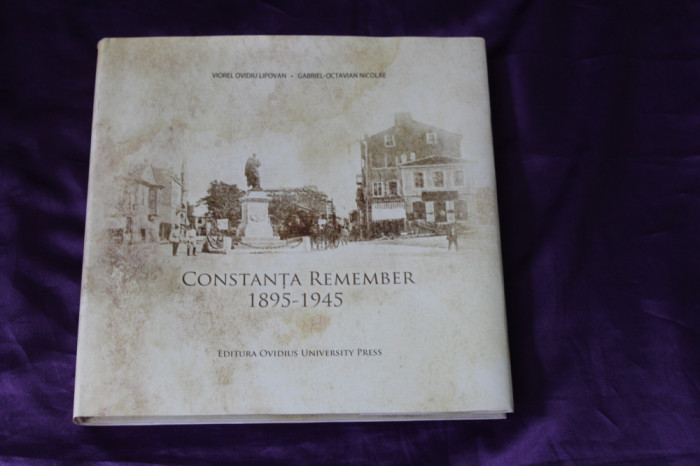 VIOREL OVIDIU LIPOVAN • GABRIEL-OCTAVIAN NICOLAE
CONSTANȚA REMEMBER
1895-1945
EDITURA OVIDIUS UNIVERSITY PRESS